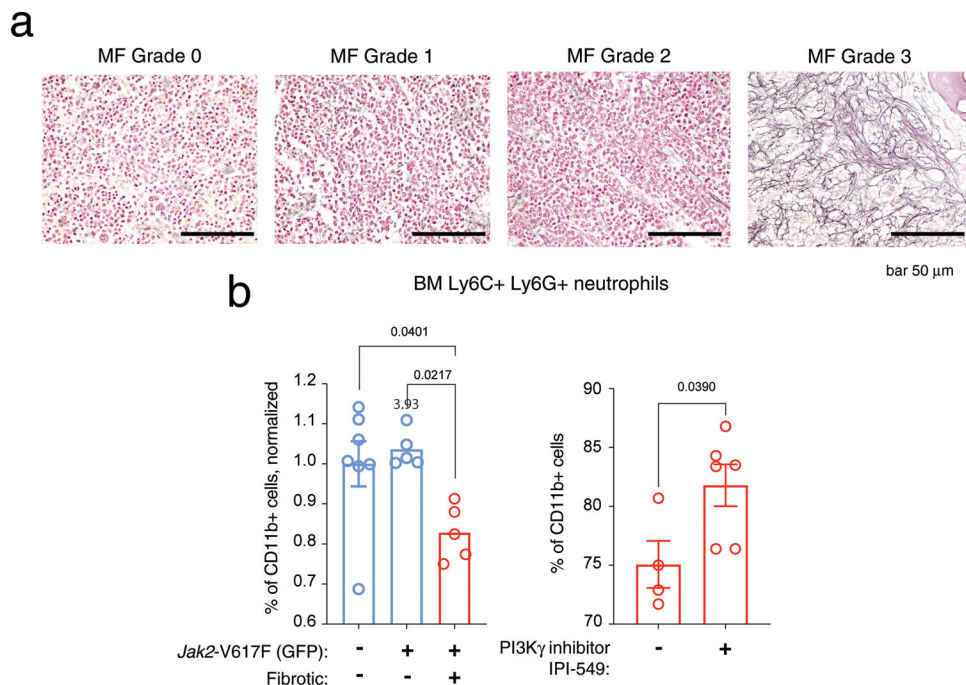 a
MF Grade 0
MF Grade 1
MF Grade 2
MF Grade 3
bar 50 μm
b
BM Ly6C+ Ly6G+ neutrophils
0.0401
0.0217
3.93
% of CD11b+ cells, normalized
1.2
1.1
1.0
0.9
0.8
0.7
0.6
Jak2-V617F (GFP): - + +
Fibrotic: - - +
0.0390
% of CD11b+ cells
90
85
80
75
70
PI3Kγ inhibitor - +
IPI-549: